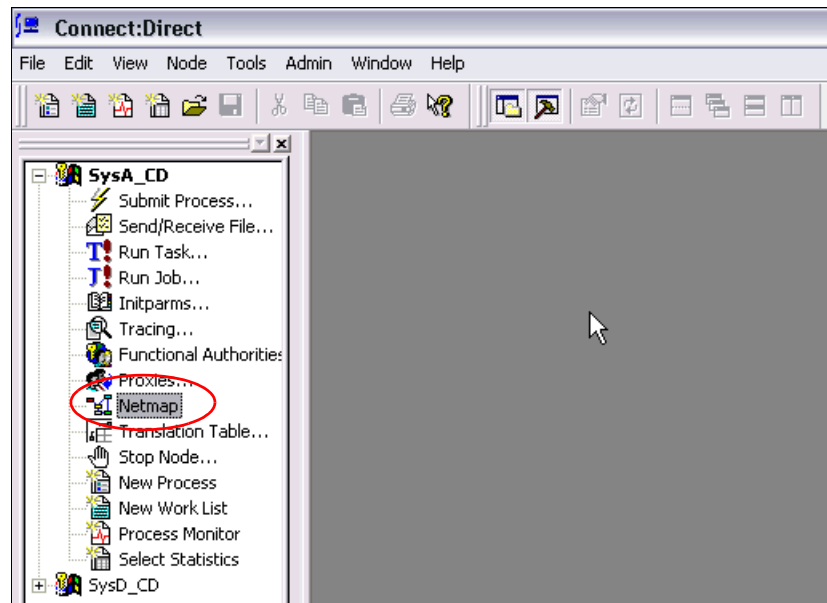 Connect:Direct
File Edit View Node Tools Admin Window Help
SysA_CD
Submit Process...
Send/Receive File...
Run Task...
Run Job...
Initparms...
Tracing...
Functional Authorities
Proxies...
Netmap
Translation Table...
Stop Node...
New Process
New Work List
Process Monitor
Select Statistics
SysD_CD